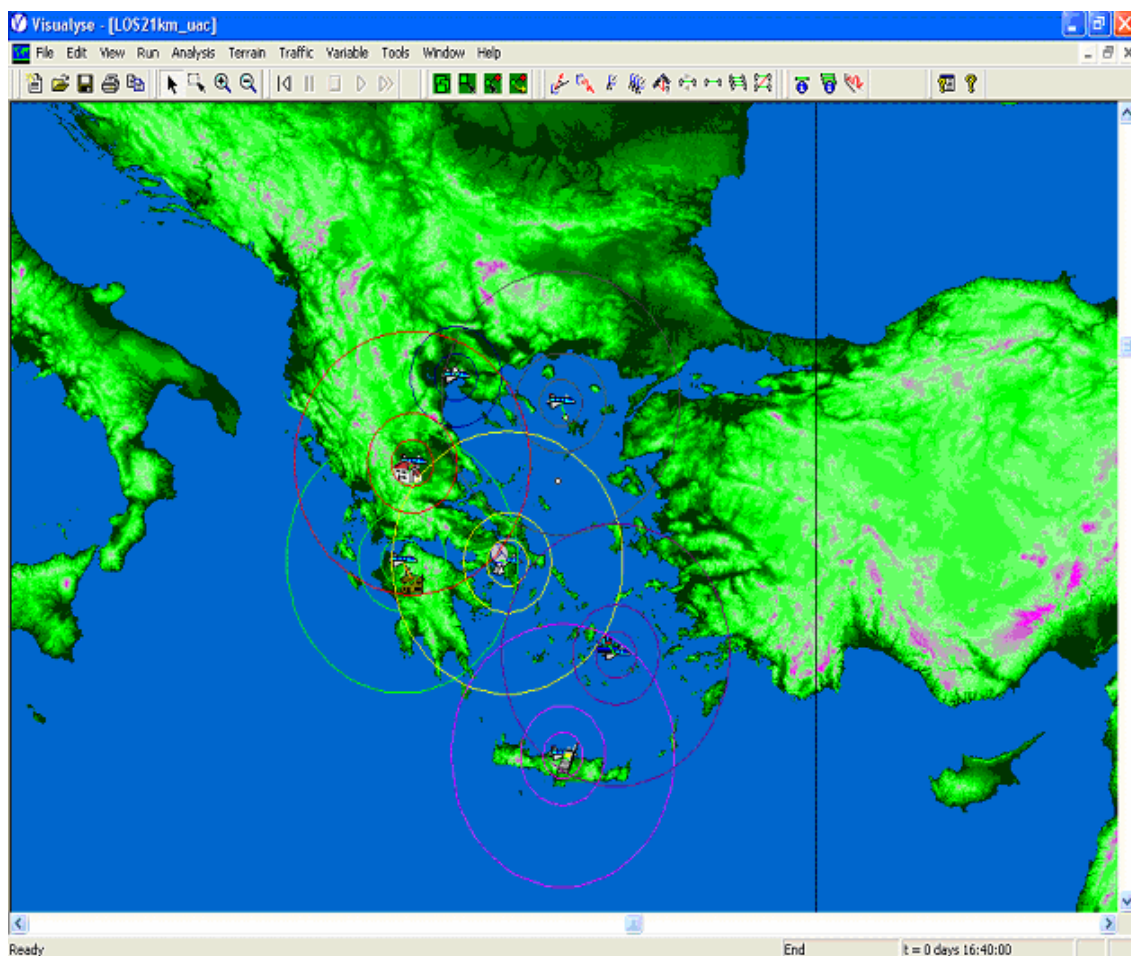 Visualyse - [LOS21km_uac]
File Edit View Run Analysis Terrain Traffic Variable Tools Window Help
Ready End t = 0 days 16:40:00